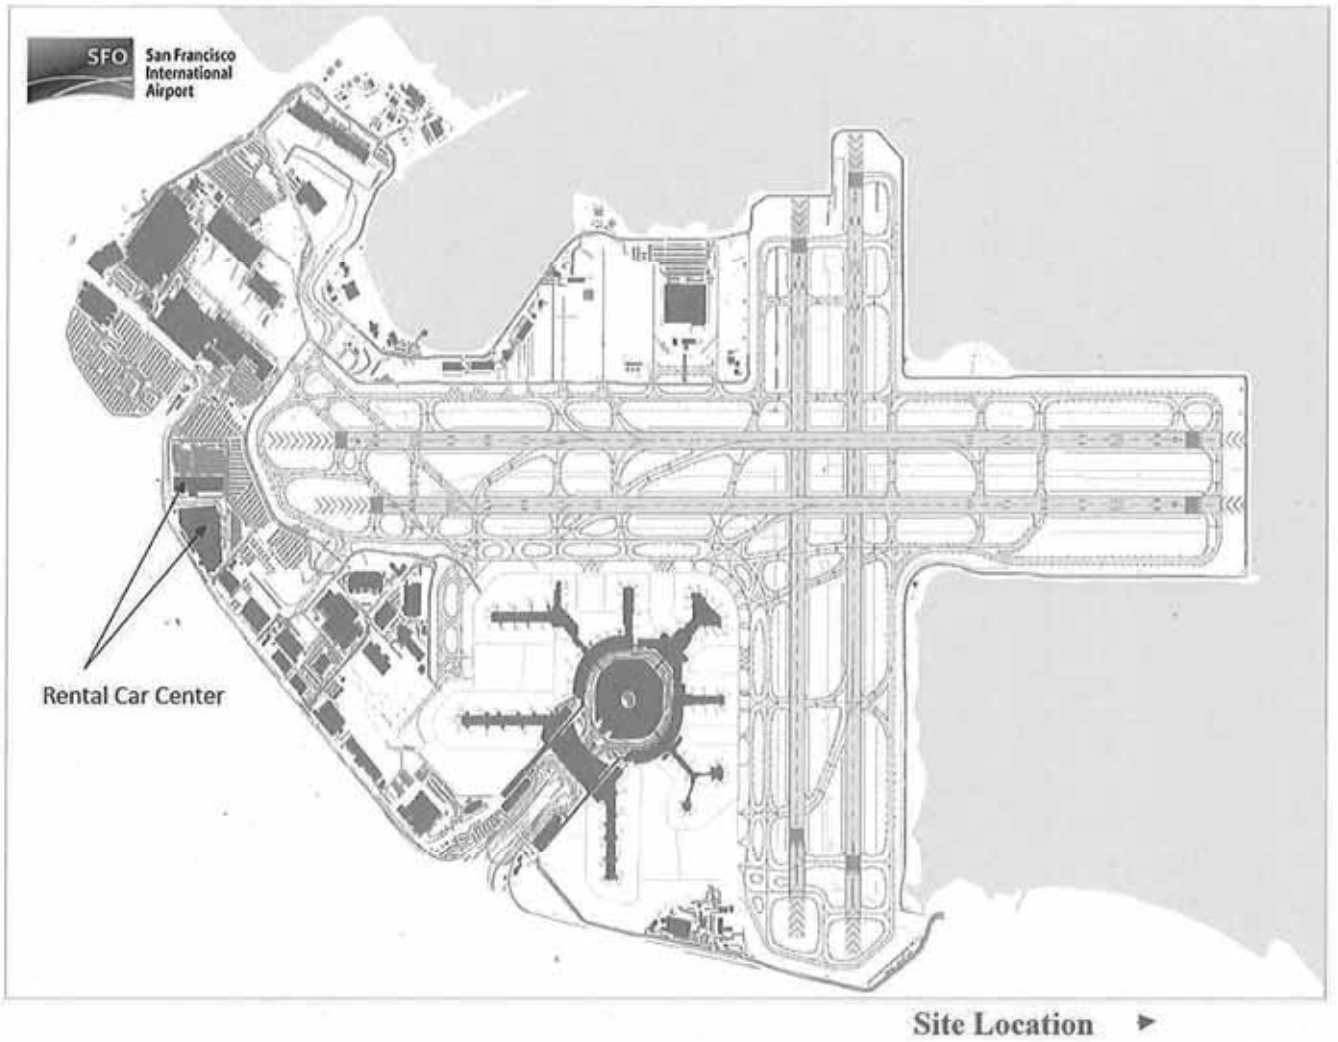 SFO
San Francisco
International
Airport
Rental Car Center
Site Location